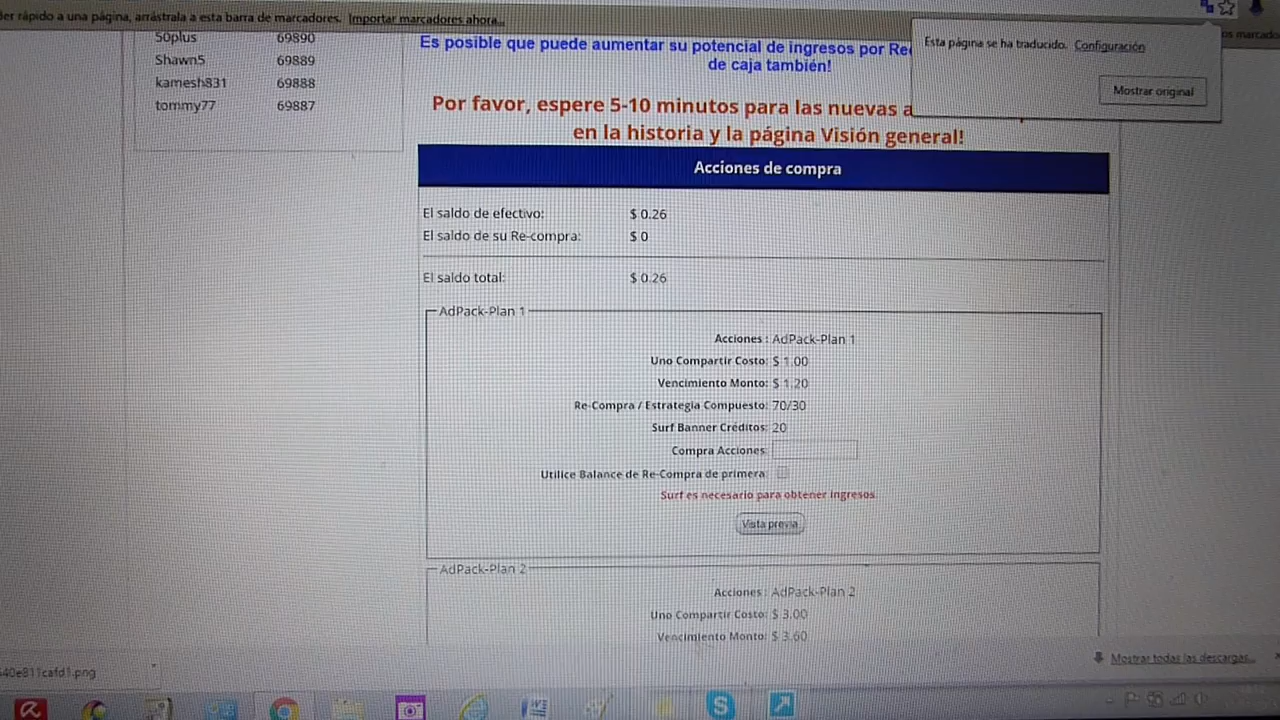 der rápido a una página, arrástrala a esta barra de marcadores. Importar marcadores ahora...
Esta página se ha traducido. Configuración
Mostrar original
50plus 69890
Shawn5 69889
kamesh831 69888
tommy77 69887
Es posible que puede aumentar su potencial de ingresos por Re
de caja también!
Por favor, espere 5-10 minutos para las nuevas a
en la historia y la página Visión general!
Acciones de compra
El saldo de efectivo: $ 0.26
El saldo de su Re-compra: $ 0
El saldo total: $ 0.26
AdPack-Plan 1
Acciones : AdPack-Plan 1
Uno Compartir Costo: $ 1.00
Vencimiento Monto: $ 1.20
Re-Compra / Estrategia Compuesto: 70/30
Surf Banner Créditos: 20
Compra Acciones:
Utilice Balance de Re-Compra de primera:
Surf es necesario para obtener ingresos
Vista previa
AdPack-Plan 2
Acciones : AdPack-Plan 2
Uno Compartir Costo: $ 3.00
Vencimiento Monto: $ 3.60
Mostrar todas las descargas...